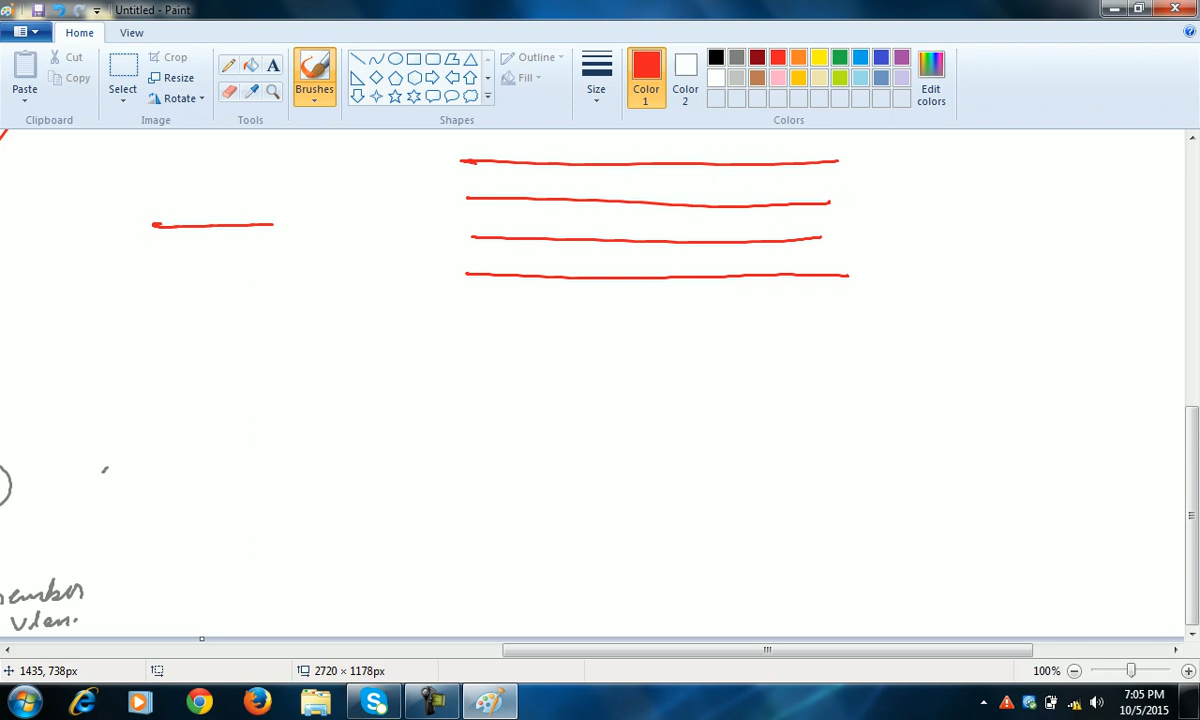 Untitled - Paint
Home
View
Paste
Cut
Copy
Clipboard
Select
Crop
Resize
Rotate
Image
A
Tools
Brushes
Outline
Fill
Shapes
Size
Color 1
Color 2
Edit colors
Colors
vlan.
1435, 738px
2720 × 1178px
100%
7:05 PM
10/5/2015